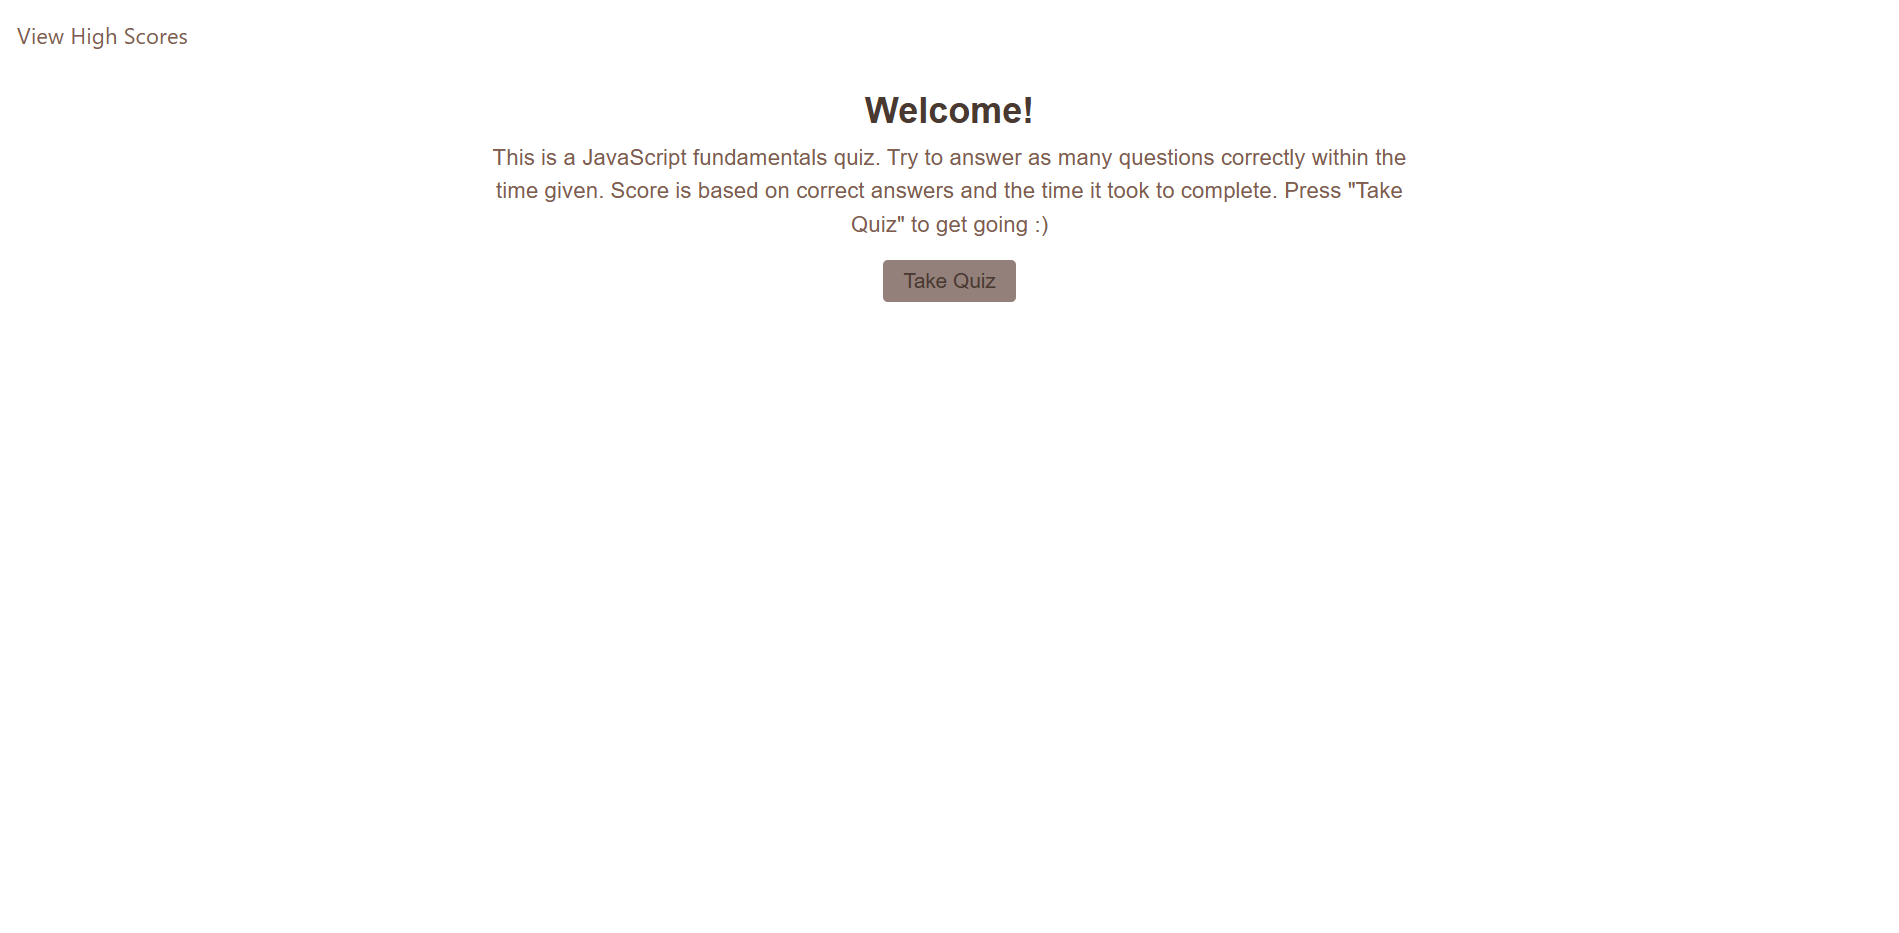 View High Scores
Welcome!
This is a JavaScript fundamentals quiz. Try to answer as many questions correctly within the
time given. Score is based on correct answers and the time it took to complete. Press "Take
Quiz" to get going :)
Take Quiz